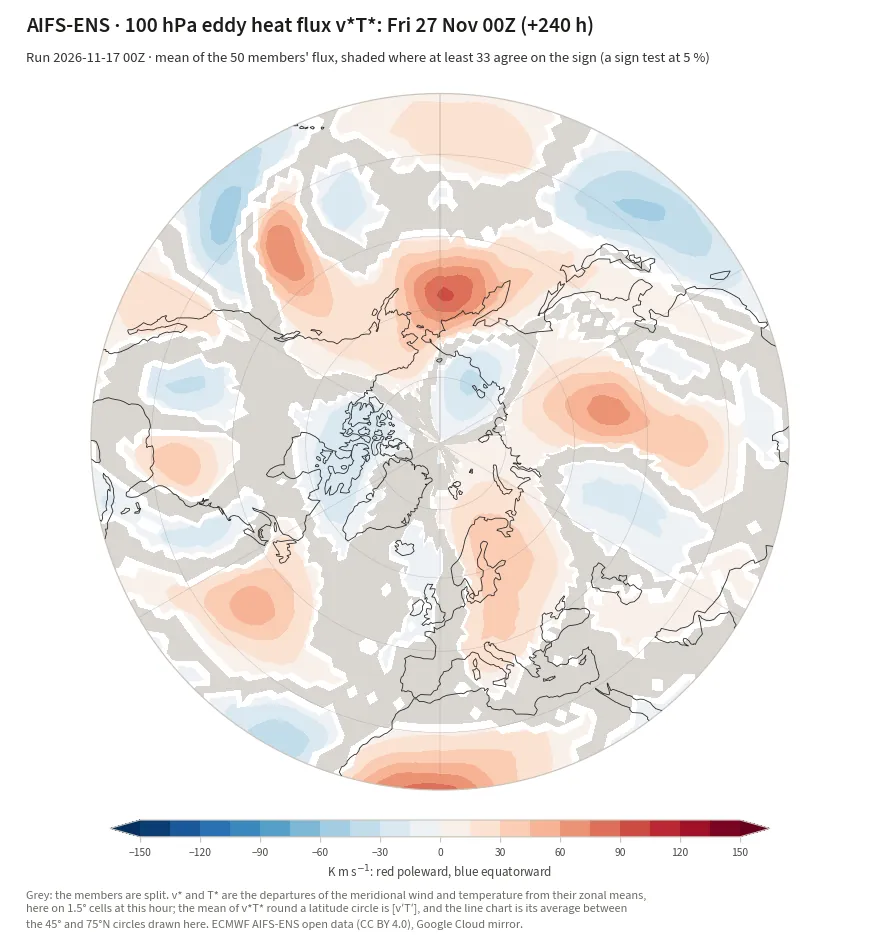 AIFS-ENS · 100 hPa eddy heat flux v*T*: Fri 27 Nov 00Z (+240 h)
Run 2026-11-17 00Z · mean of the 50 members' flux, shaded where at least 33 agree on the sign (a sign test at 5 %)
−150 −120 −90 −60 −30 0 30 60 90 120 150
K m s⁻¹: red poleward, blue equatorward
Grey: the members are split. v* and T* are the departures of the meridional wind and temperature from their zonal means,
here on 1.5° cells at this hour; the mean of v*T* round a latitude circle is [v′T′], and the line chart is its average between
the 45° and 75°N circles drawn here. ECMWF AIFS-ENS open data (CC BY 4.0), Google Cloud mirror.